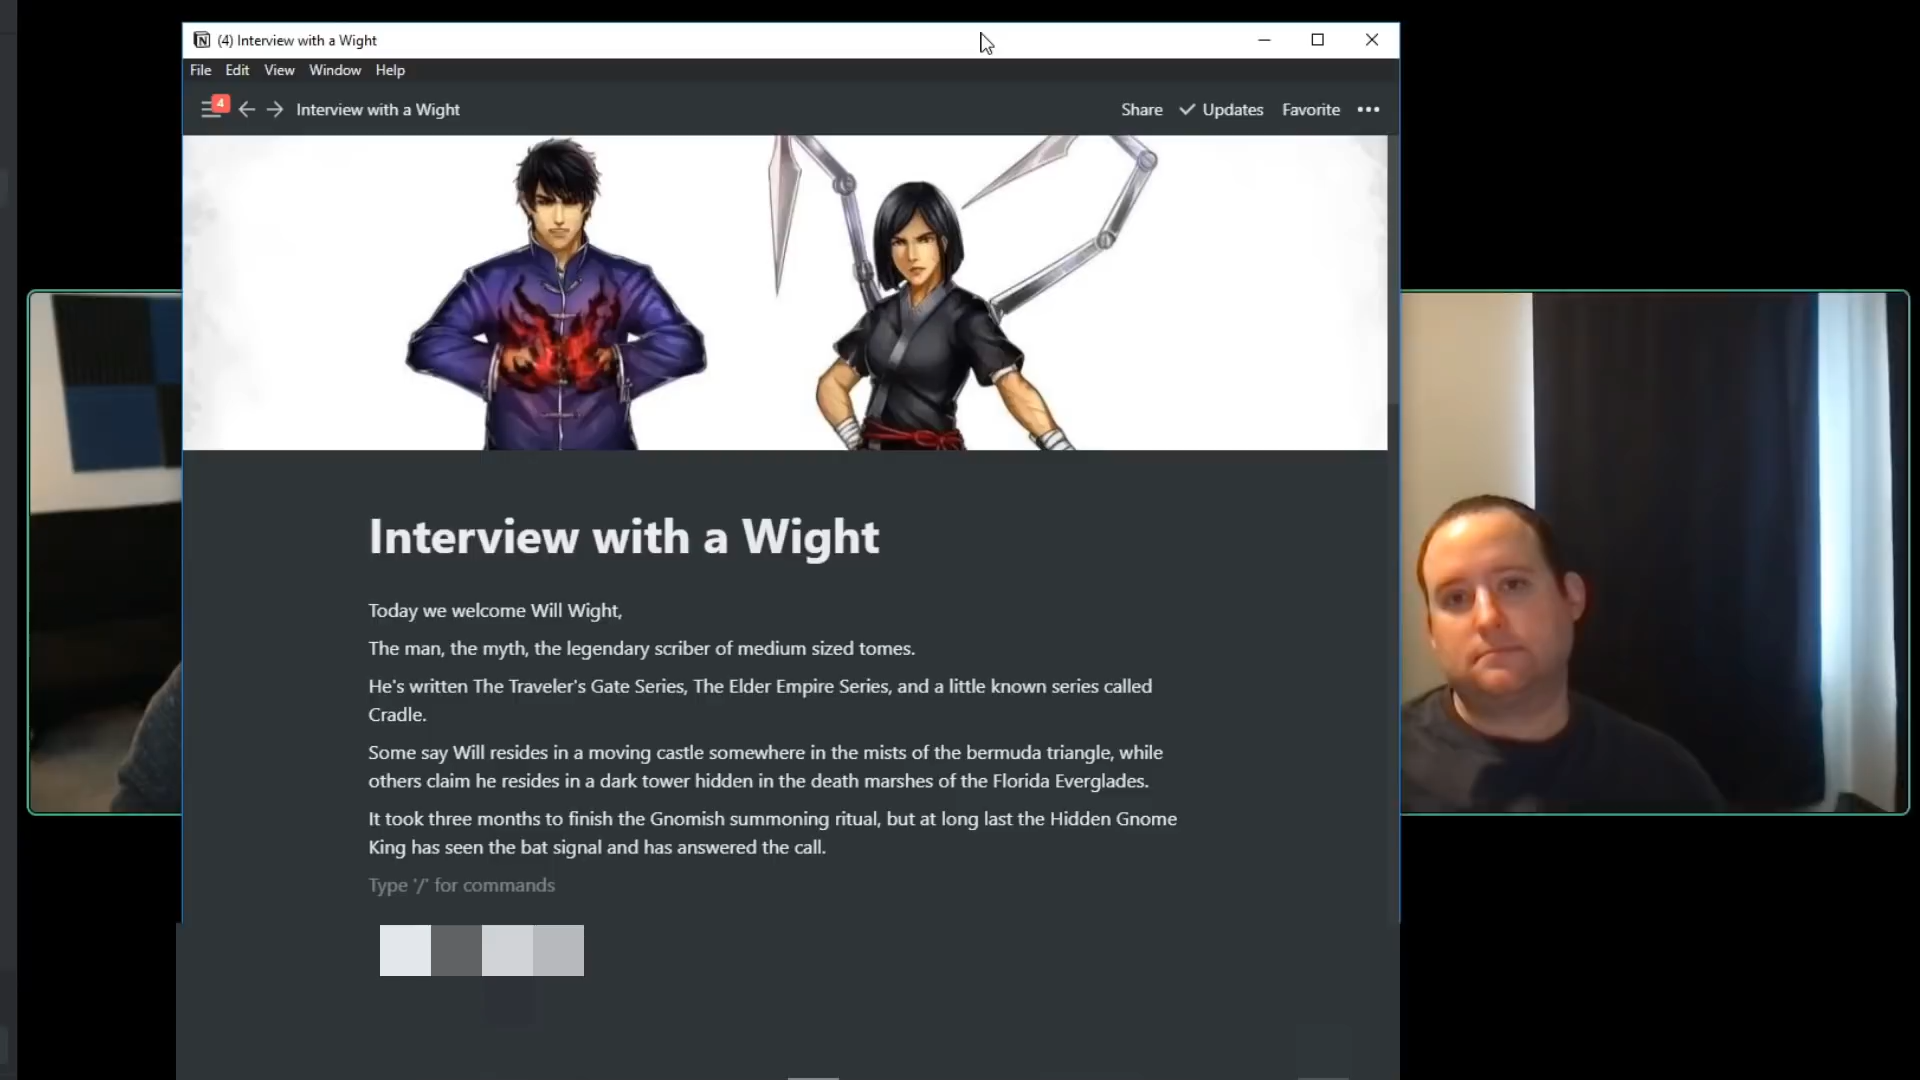 (4) Interview with a Wight
File Edit View Window Help
4 Interview with a Wight Share Updates Favorite
Interview with a Wight
Today we welcome Will Wight,
The man, the myth, the legendary scriber of medium sized tomes.
He's written The Traveler's Gate Series, The Elder Empire Series, and a little known series called
Cradle.
Some say Will resides in a moving castle somewhere in the mists of the bermuda triangle, while
others claim he resides in a dark tower hidden in the death marshes of the Florida Everglades.
It took three months to finish the Gnomish summoning ritual, but at long last the Hidden Gnome
King has seen the bat signal and has answered the call.
Type '/' for commands